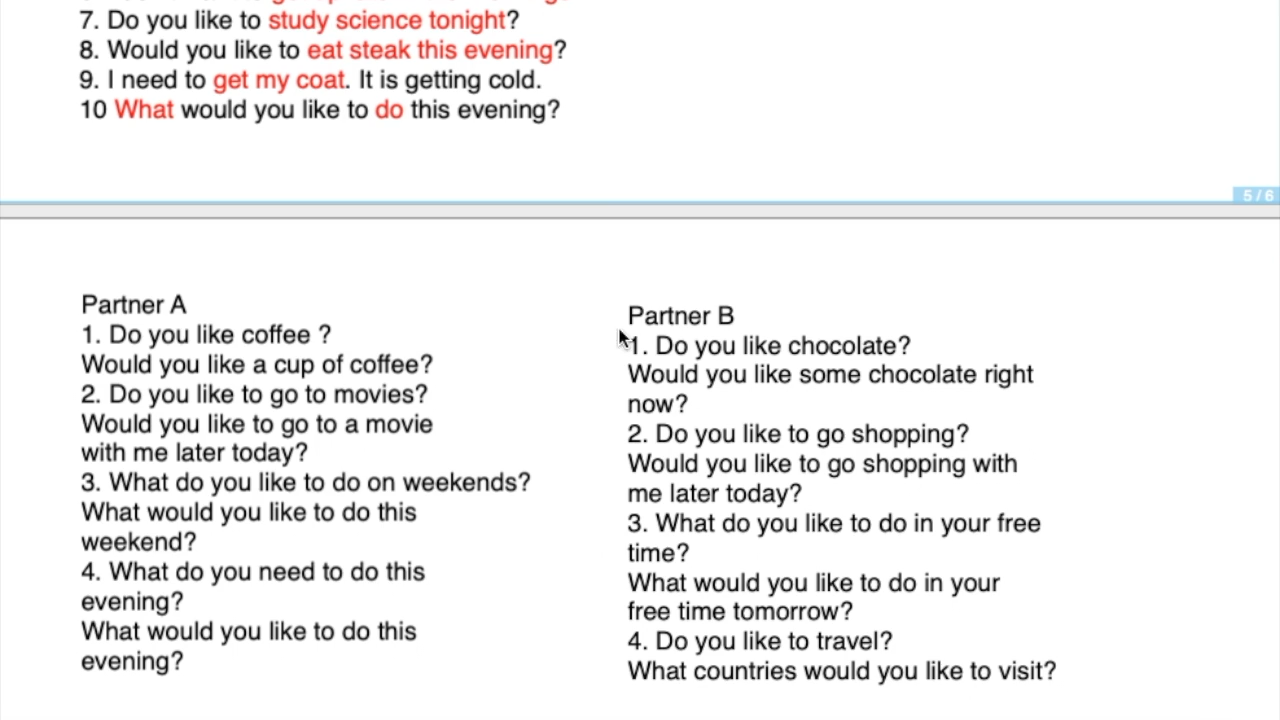 7. Do you like to study science tonight?
8. Would you like to eat steak this evening?
9. I need to get my coat. It is getting cold.
10 What would you like to do this evening?
5 / 6
Partner A
1. Do you like coffee ?
Would you like a cup of coffee?
2. Do you like to go to movies?
Would you like to go to a movie
with me later today?
3. What do you like to do on weekends?
What would you like to do this
weekend?
4. What do you need to do this
evening?
What would you like to do this
evening?
Partner B
1. Do you like chocolate?
Would you like some chocolate right
now?
2. Do you like to go shopping?
Would you like to go shopping with
me later today?
3. What do you like to do in your free
time?
What would you like to do in your
free time tomorrow?
4. Do you like to travel?
What countries would you like to visit?